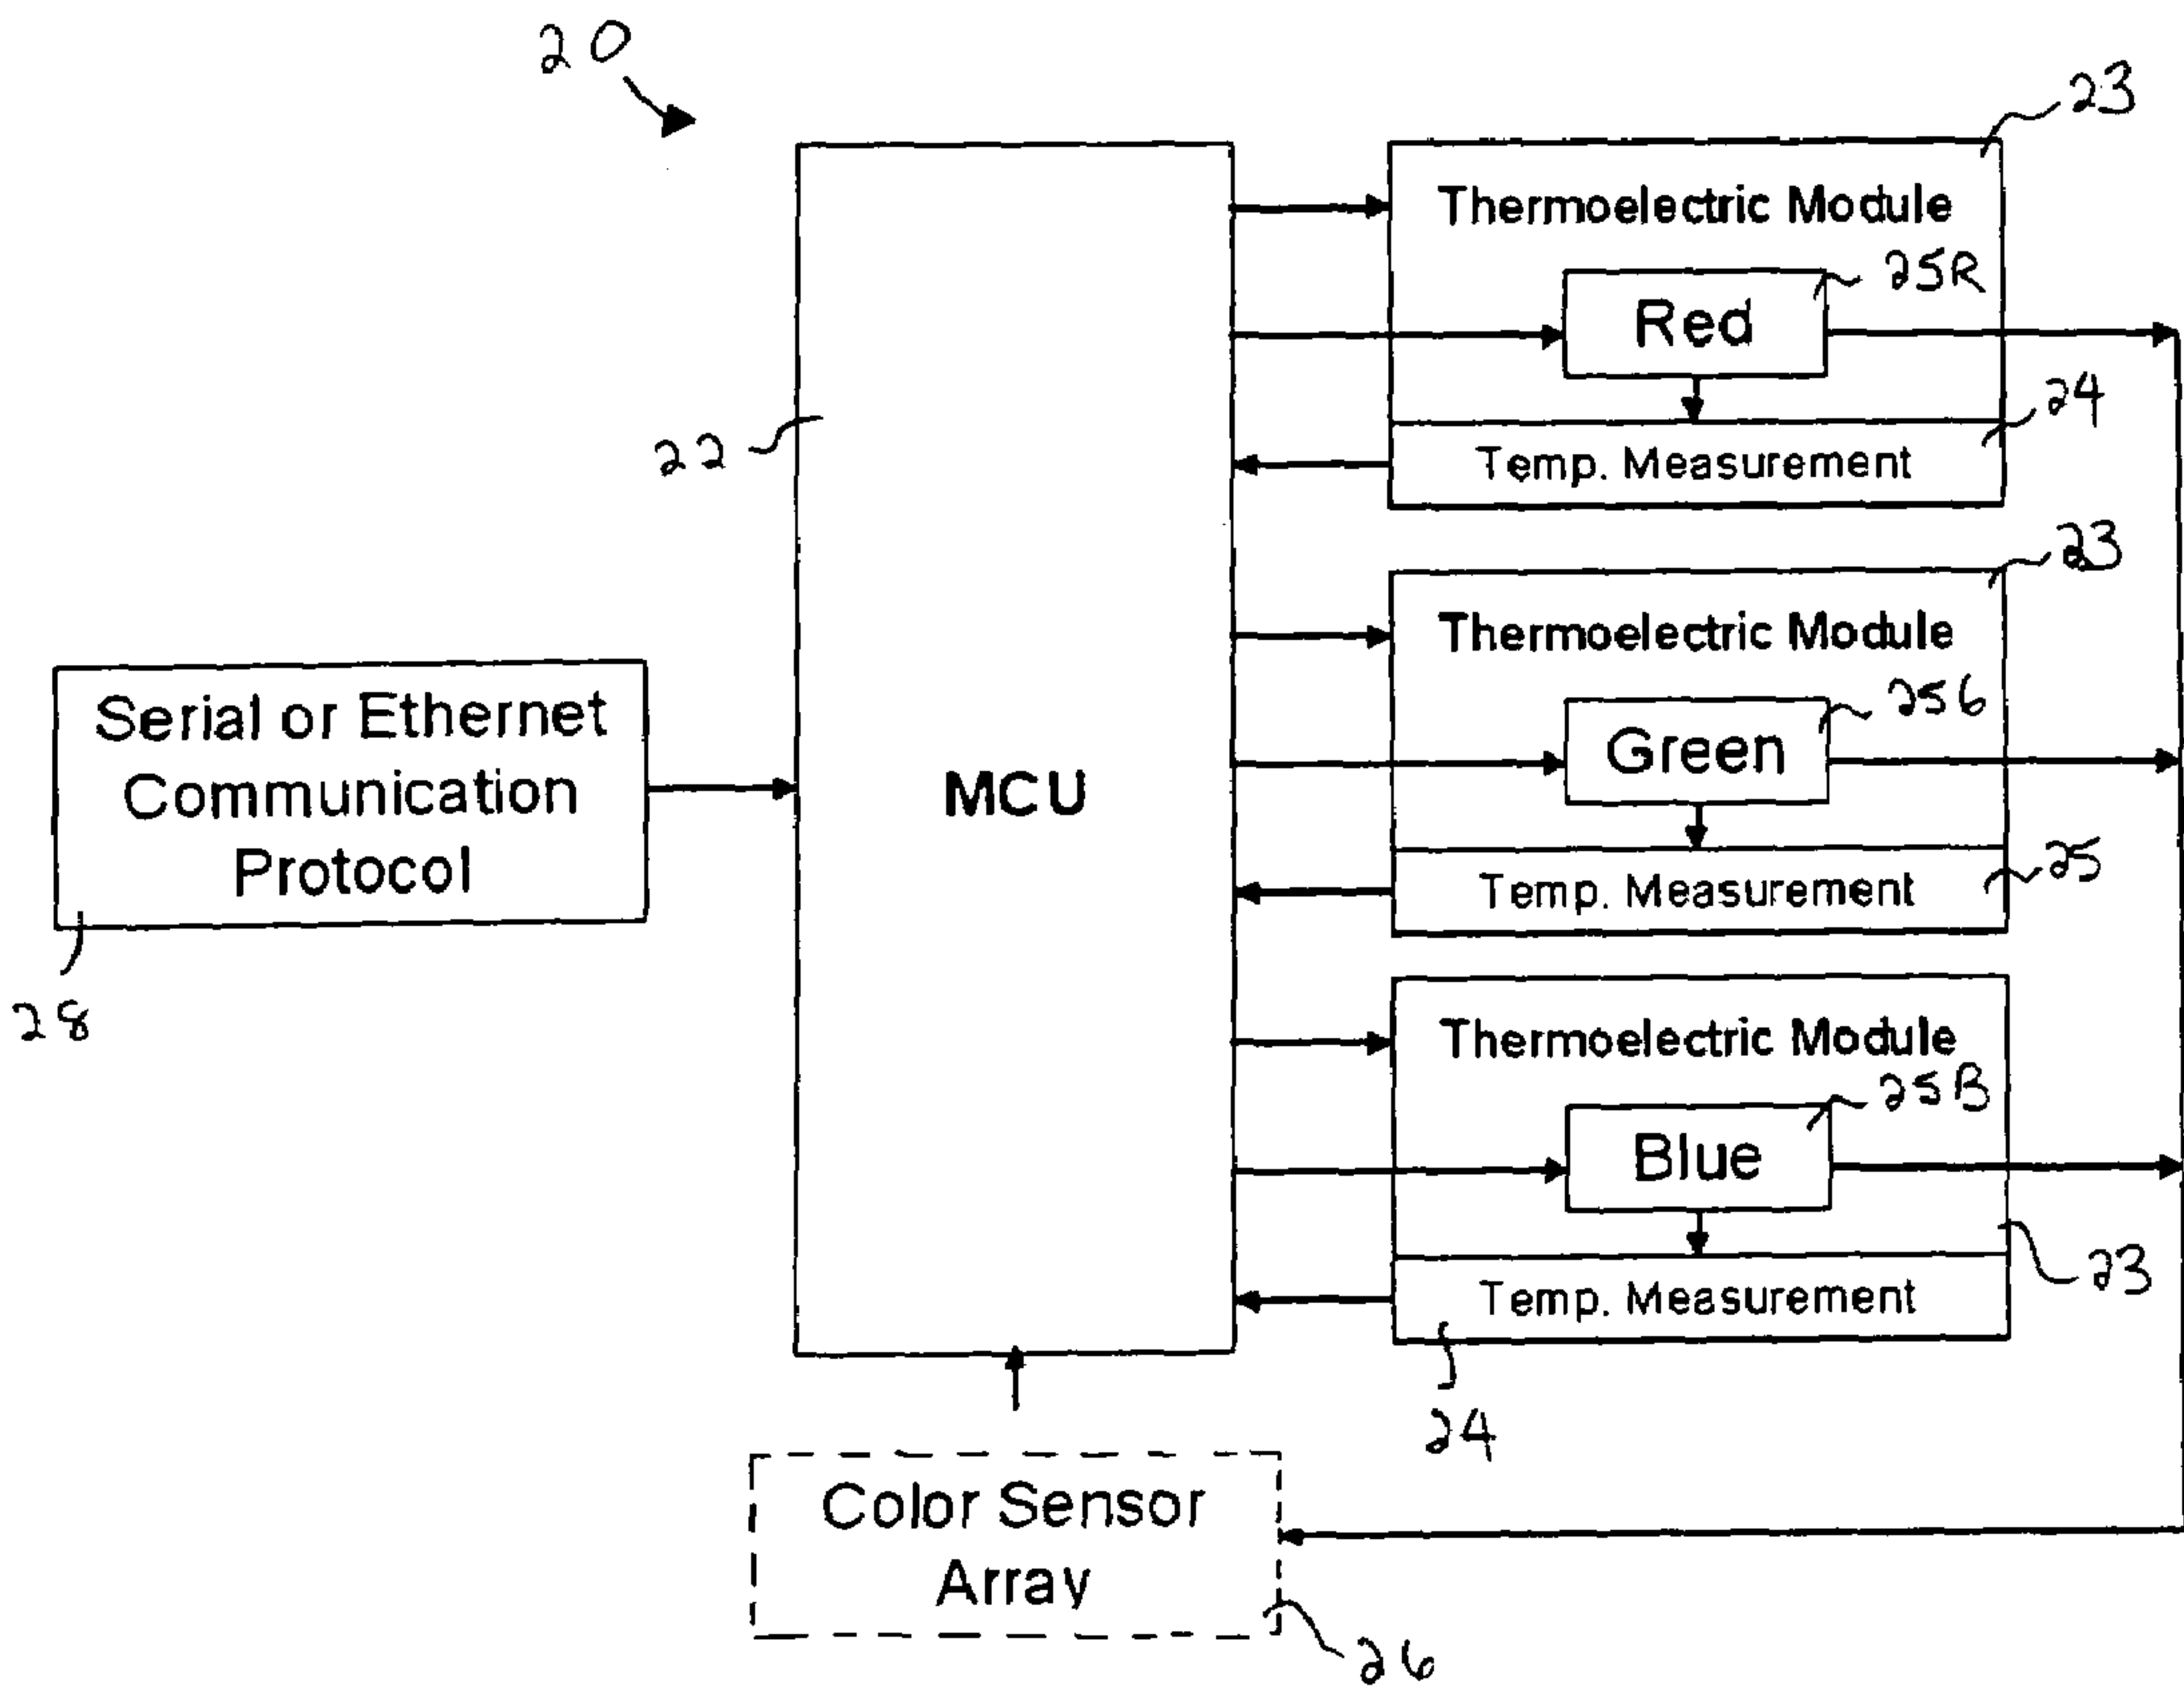 20
23
Thermoelectric Module
25R
Red
24
Temp. Measurement
22
23
Thermoelectric Module
25G
Green
25
Temp. Measurement
Serial or Ethernet
Communication
Protocol
MCU
28
Thermoelectric Module
25B
Blue
23
Temp. Measurement
24
Color Sensor
Array
26